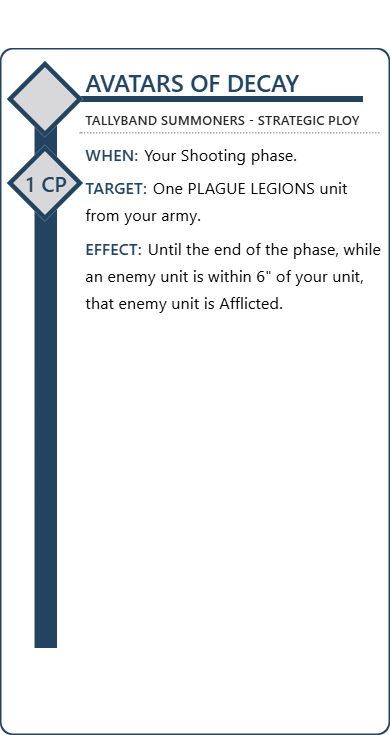 AVATARS OF DECAY
TALLYBAND SUMMONERS - STRATEGIC PLOY
1 CP
WHEN: Your Shooting phase.
TARGET: One PLAGUE LEGIONS unit
from your army.
EFFECT: Until the end of the phase, while
an enemy unit is within 6" of your unit,
that enemy unit is Afflicted.